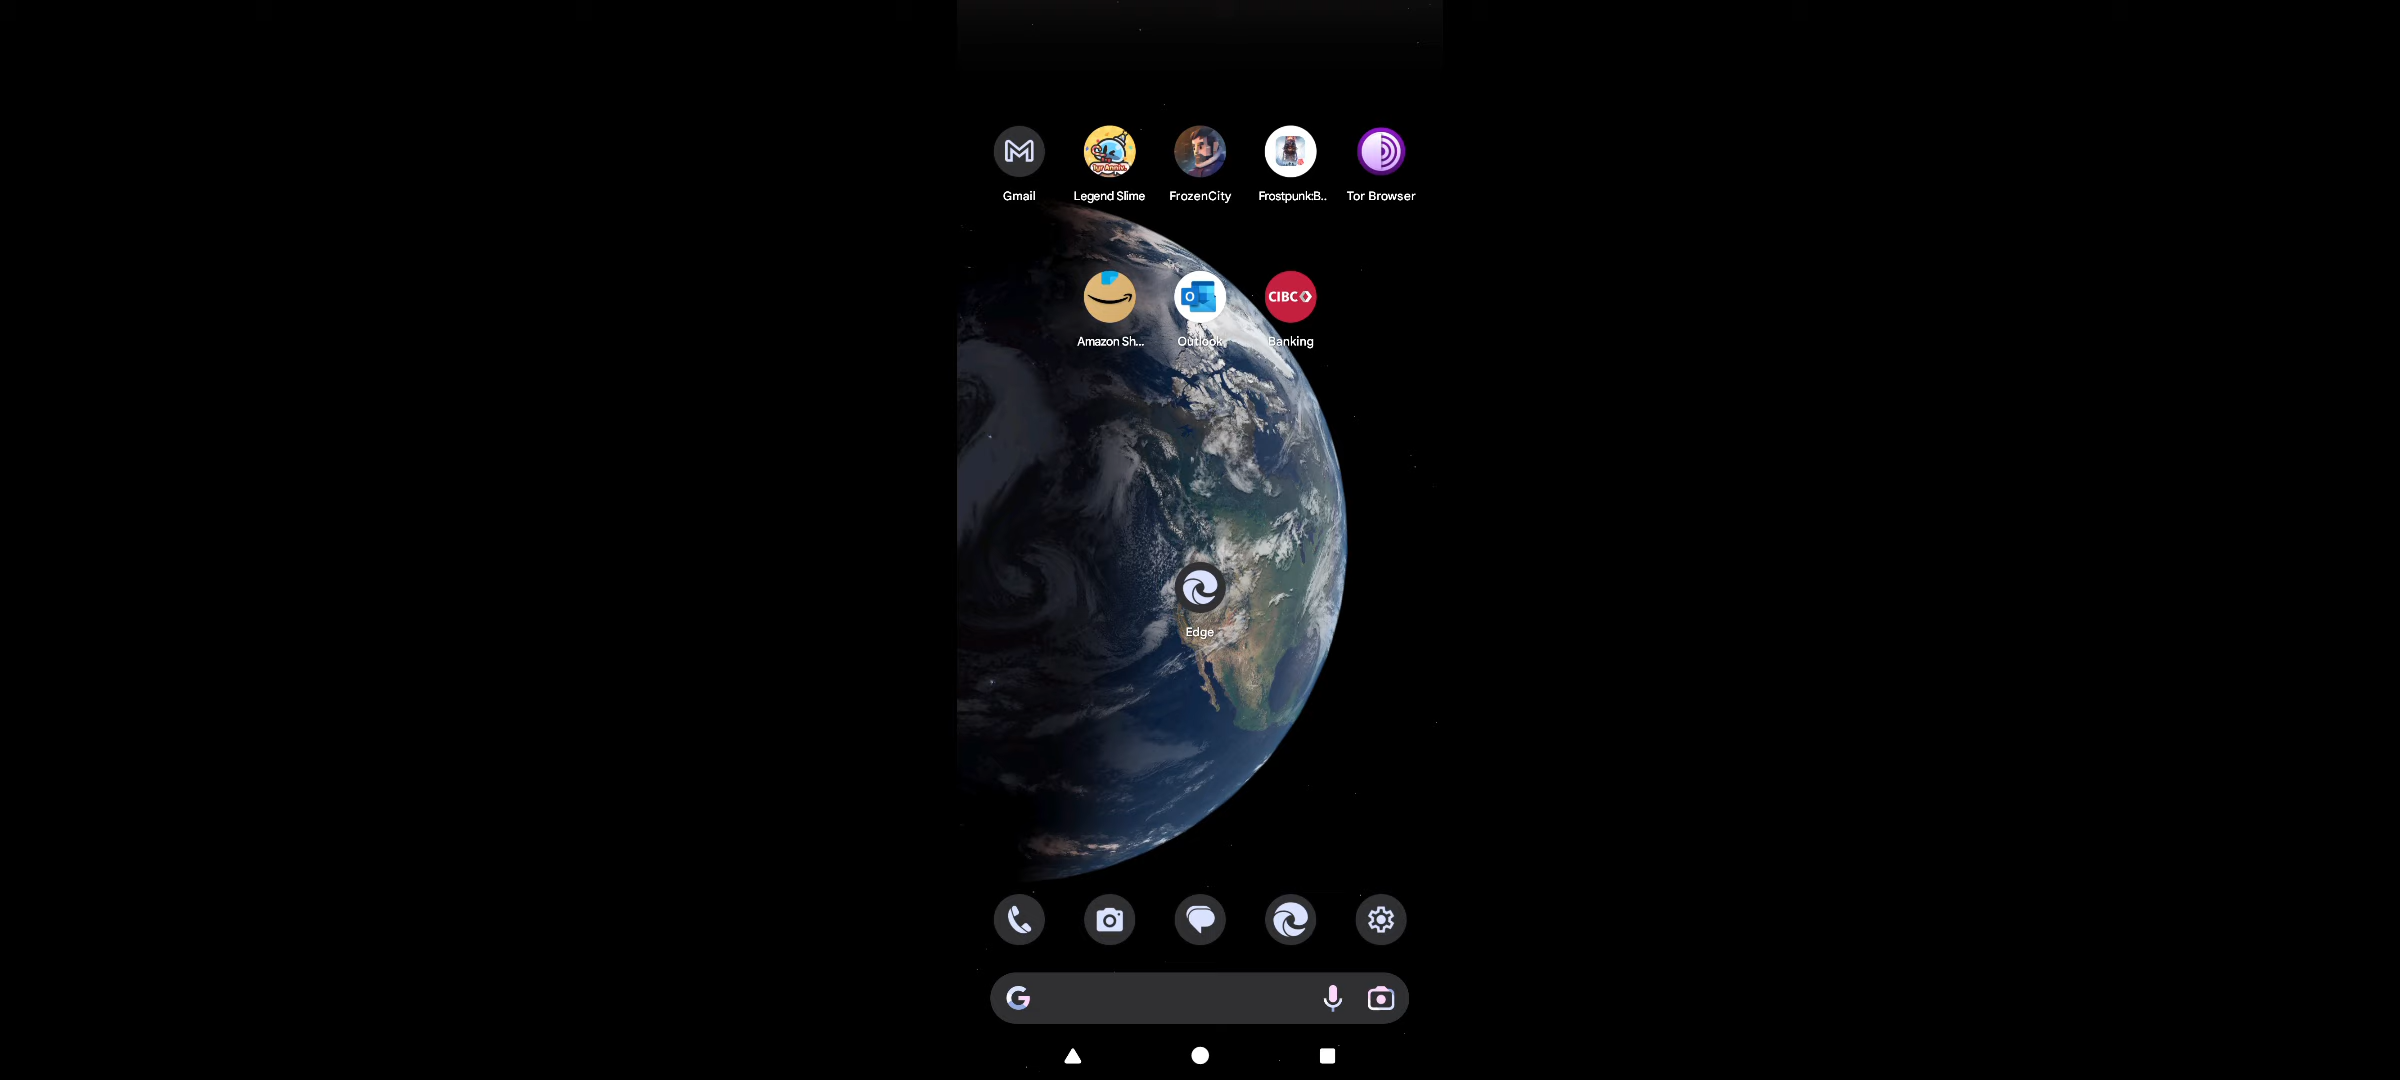 Gmail
Legend Slime
FrozenCity
Frostpunk:B..
Tor Browser
Amazon Sh...
Outlook
CIBC
Banking
Edge